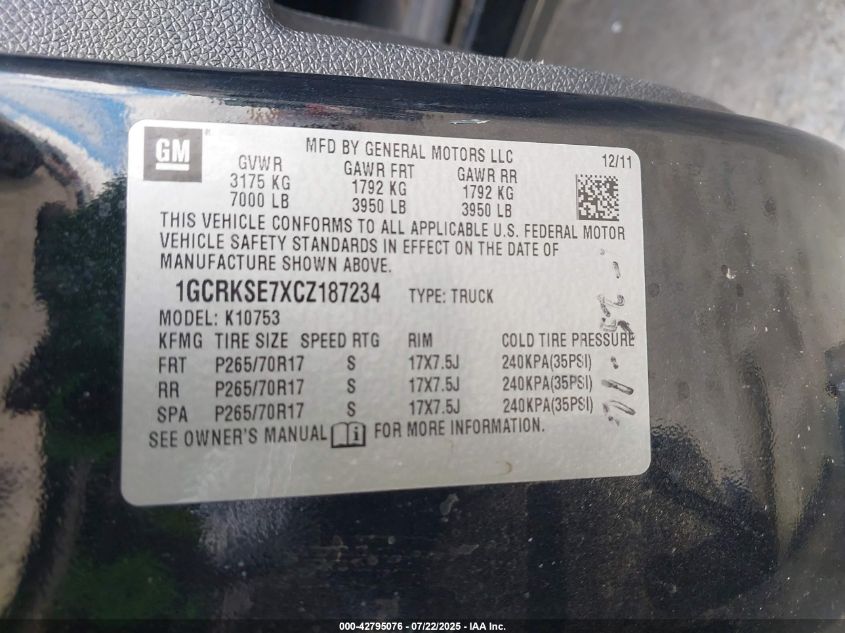 GM
MFD BY GENERAL MOTORS LLC 12/11
GVWR GAWR FRT GAWR RR
3175 KG 1792 KG 1792 KG
7000 LB 3950 LB 3950 LB
THIS VEHICLE CONFORMS TO ALL APPLICABLE U.S. FEDERAL MOTOR
VEHICLE SAFETY STANDARDS IN EFFECT ON THE DATE OF
MANUFACTURE SHOWN ABOVE.
1GCRKSE7XCZ187234 TYPE: TRUCK
MODEL: K10753
KFMG TIRE SIZE SPEED RTG RIM COLD TIRE PRESSURE
FRT P265/70R17 S 17X7.5J 240KPA(35PSI)
RR P265/70R17 S 17X7.5J 240KPA(35PSI)
SPA P265/70R17 S 17X7.5J 240KPA(35PSI)
SEE OWNER'S MANUAL i FOR MORE INFORMATION.
000-42795076 - 07/22/2025 - IAA Inc.